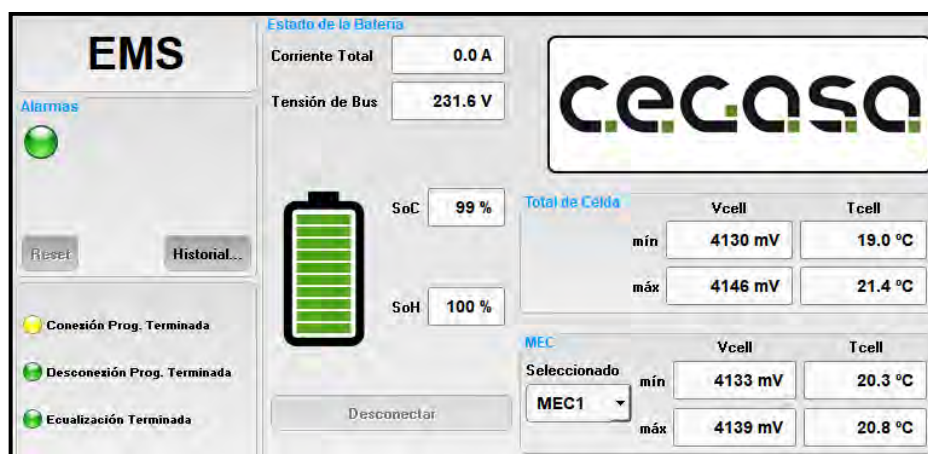 EMS
Alarmas
Reset
Historial...
Conexión Prog. Terminada
Desconexión Prog. Terminada
Ecualización Terminada
Estado de la Batería
Corriente Total 0.0 A
Tensión de Bus 231.6 V
SoC 99 %
SoH 100 %
Desconectar
cegasa
Total de Celda
Vcell Tcell
mín 4130 mV 19.0 ºC
máx 4146 mV 21.4 ºC
MEC
Vcell Tcell
Seleccionado
MEC1
mín 4133 mV 20.3 ºC
máx 4139 mV 20.8 ºC